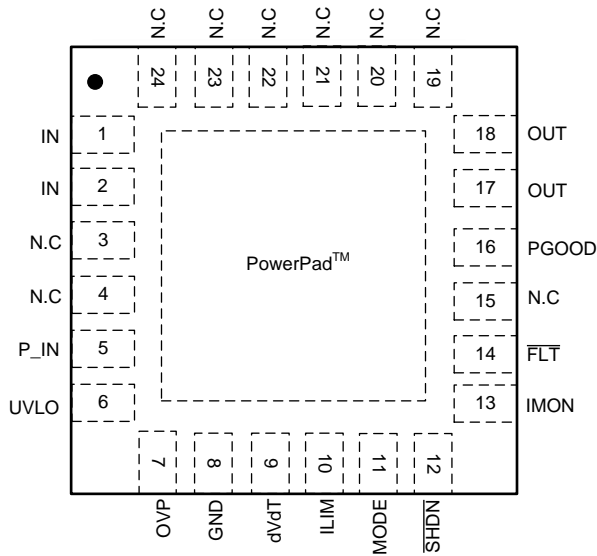 N.C N.C N.C N.C N.C N.C
24 23 22 21 20 19
IN 1 18 OUT
IN 2 17 OUT
N.C 3 16 PGOOD
PowerPad™
N.C 4 15 N.C
P_IN 5 14 F̅L̅T̅
UVLO 6 13 IMON
7 8 9 10 11 12
OVP GND dVdT ILIM MODE S̅H̅D̅N̅